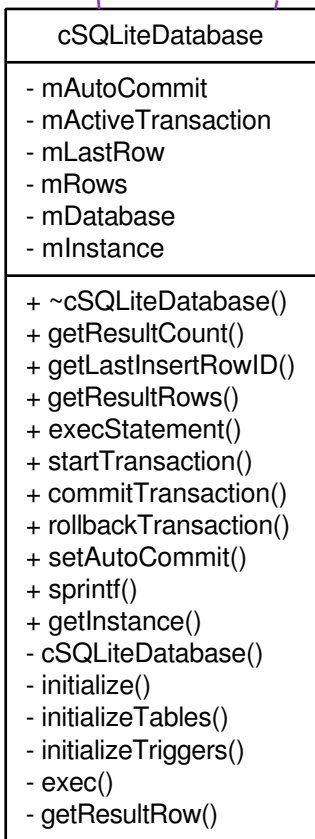 cSQLiteDatabase
- mAutoCommit
- mActiveTransaction
- mLastRow
- mRows
- mDatabase
- mInstance
+ ~cSQLiteDatabase()
+ getResultCount()
+ getLastInsertRowID()
+ getResultRows()
+ execStatement()
+ startTransaction()
+ commitTransaction()
+ rollbackTransaction()
+ setAutoCommit()
+ sprintf()
+ getInstance()
- cSQLiteDatabase()
- initialize()
- initializeTables()
- initializeTriggers()
- exec()
- getResultRow()